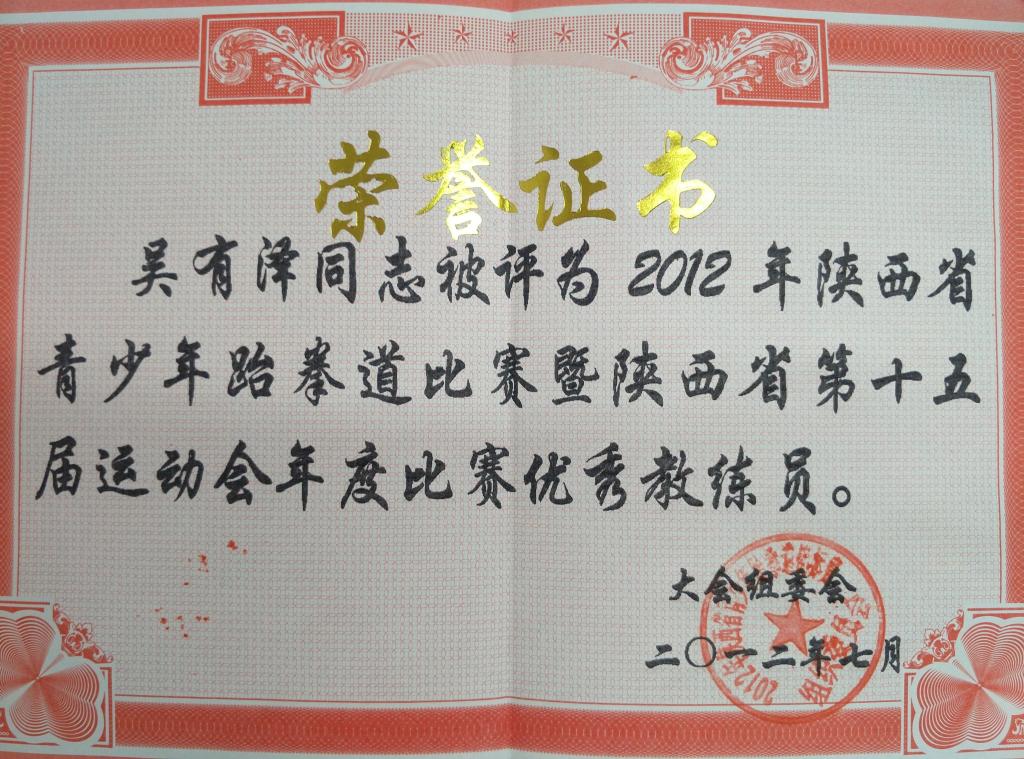 荣誉证书
吴有泽同志被评为2012年陕西省
青少年跆拳道比赛暨陕西省第十五
届运动会年度比赛优秀教练员。
大会组委会
二〇一二年七月